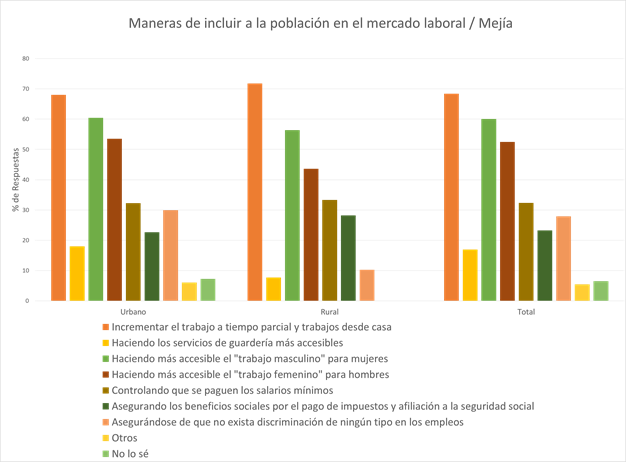 Maneras de incluir a la población en el mercado laboral / Mejía
% de Respuestas
80
70
60
50
40
30
20
10
0
Urbano Rural Total
Incrementar el trabajo a tiempo parcial y trabajos desde casa
Haciendo los servicios de guardería más accesibles
Haciendo más accesible el "trabajo masculino" para mujeres
Haciendo más accesible el "trabajo femenino" para hombres
Controlando que se paguen los salarios mínimos
Asegurando los beneficios sociales por el pago de impuestos y afiliación a la seguridad social
Asegurándose de que no exista discriminación de ningún tipo en los empleos
Otros
No lo sé